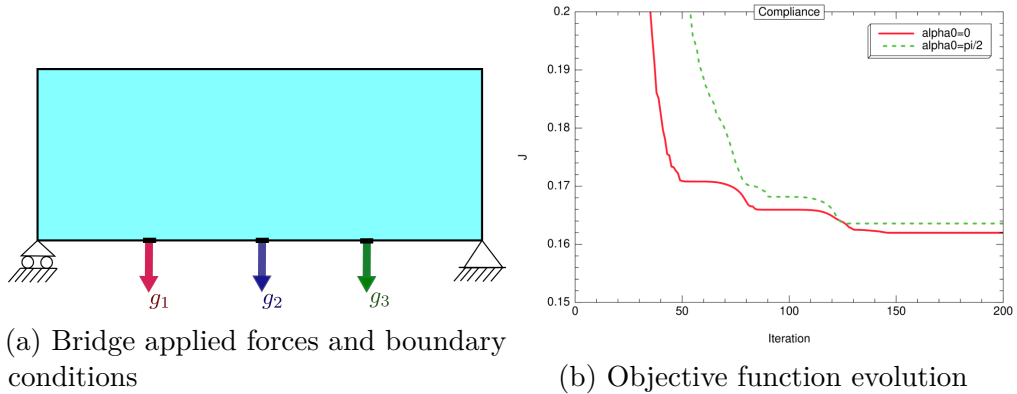 g₁
g₂
g₃
(a) Bridge applied forces and boundary
conditions
Compliance
alpha0=0
alpha0=pi/2
0.2
0.19
0.18
J
0.17
0.16
0.15
0
50
100
150
200
Iteration
(b) Objective function evolution